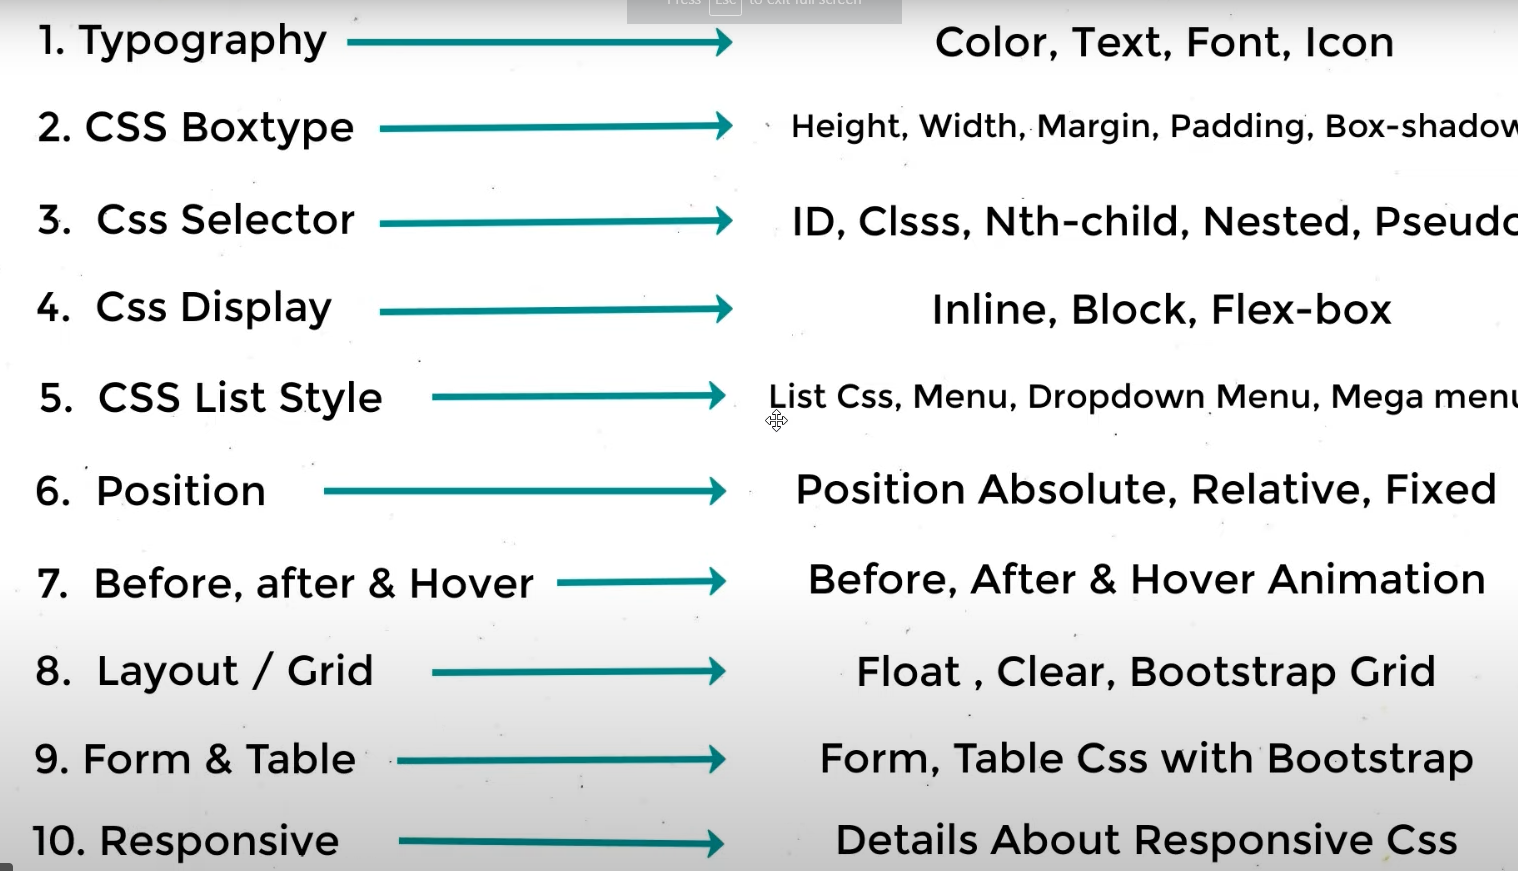 Press Esc to exit full screen
1. Typography Color, Text, Font, Icon
2. CSS Boxtype Height, Width, Margin, Padding, Box-shadow
3. Css Selector ID, Clsss, Nth-child, Nested, Pseudo
4. Css Display Inline, Block, Flex-box
5. CSS List Style List Css, Menu, Dropdown Menu, Mega menu
6. Position Position Absolute, Relative, Fixed
7. Before, after & Hover Before, After & Hover Animation
8. Layout / Grid Float , Clear, Bootstrap Grid
9. Form & Table Form, Table Css with Bootstrap
10. Responsive Details About Responsive Css